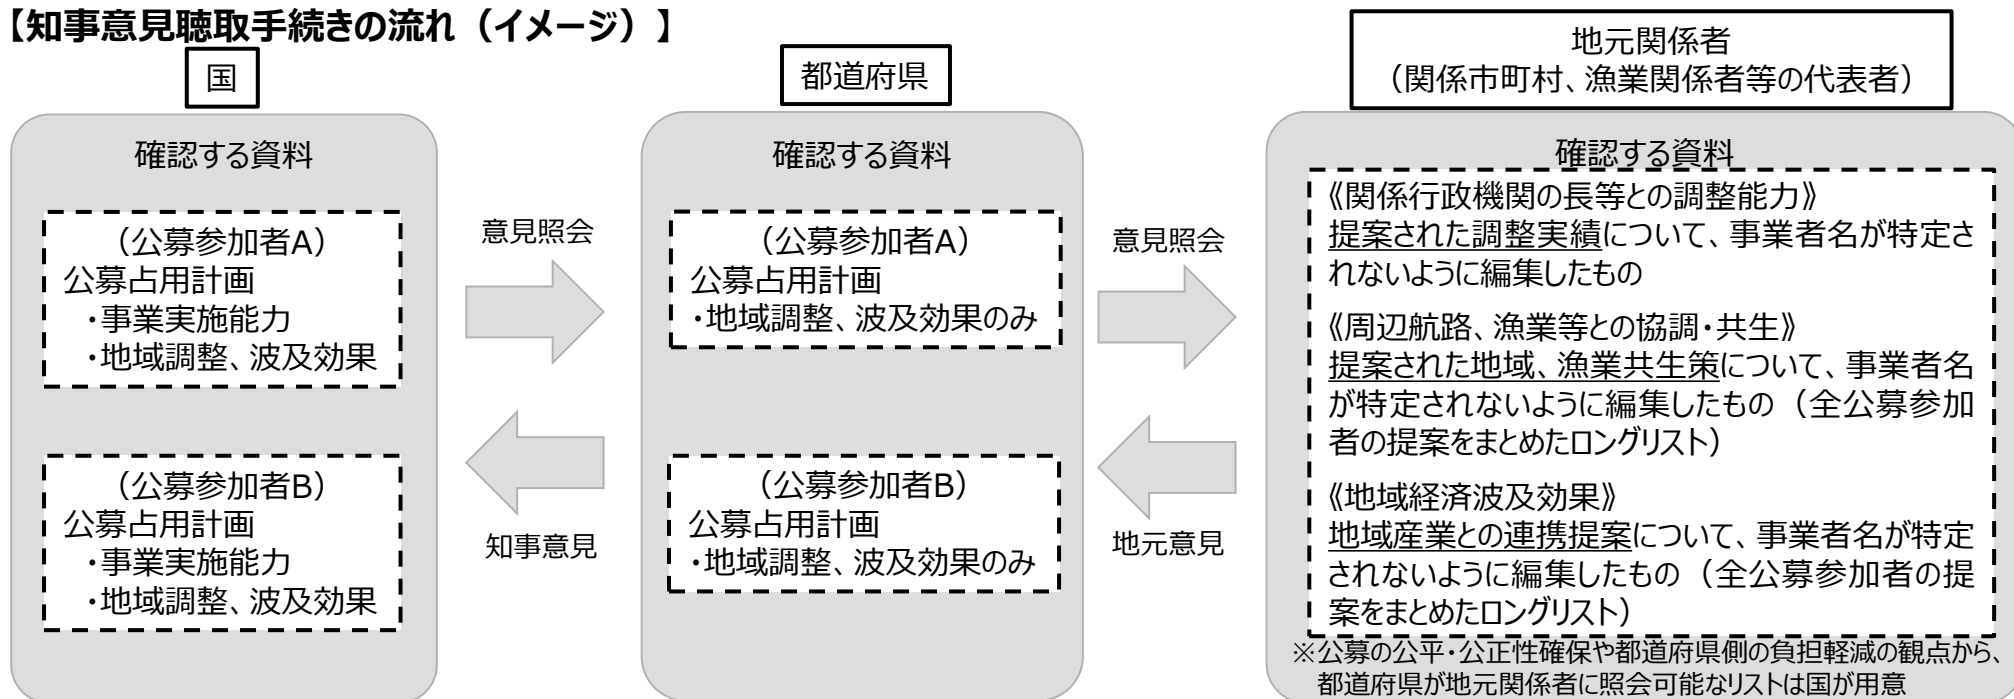 【知事意見聴取手続きの流れ（イメージ）】
国
確認する資料
（公募参加者A）
公募占用計画
・事業実施能力
・地域調整、波及効果
（公募参加者B）
公募占用計画
・事業実施能力
・地域調整、波及効果
意見照会
知事意見
都道府県
確認する資料
（公募参加者A）
公募占用計画
・地域調整、波及効果のみ
（公募参加者B）
公募占用計画
・地域調整、波及効果のみ
意見照会
地元意見
地元関係者
（関係市町村、漁業関係者等の代表者）
確認する資料
《関係行政機関の長等との調整能力》
提案された調整実績について、事業者名が特定さ
れないように編集したもの
《周辺航路、漁業等との協調・共生》
提案された地域、漁業共生策について、事業者名
が特定されないように編集したもの（全公募参加
者の提案をまとめたロングリスト）
《地域経済波及効果》
地域産業との連携提案について、事業者名が特定
されないように編集したもの（全公募参加者の提
案をまとめたロングリスト）
※公募の公平・公正性確保や都道府県側の負担軽減の観点から、
都道府県が地元関係者に照会可能なリストは国が用意